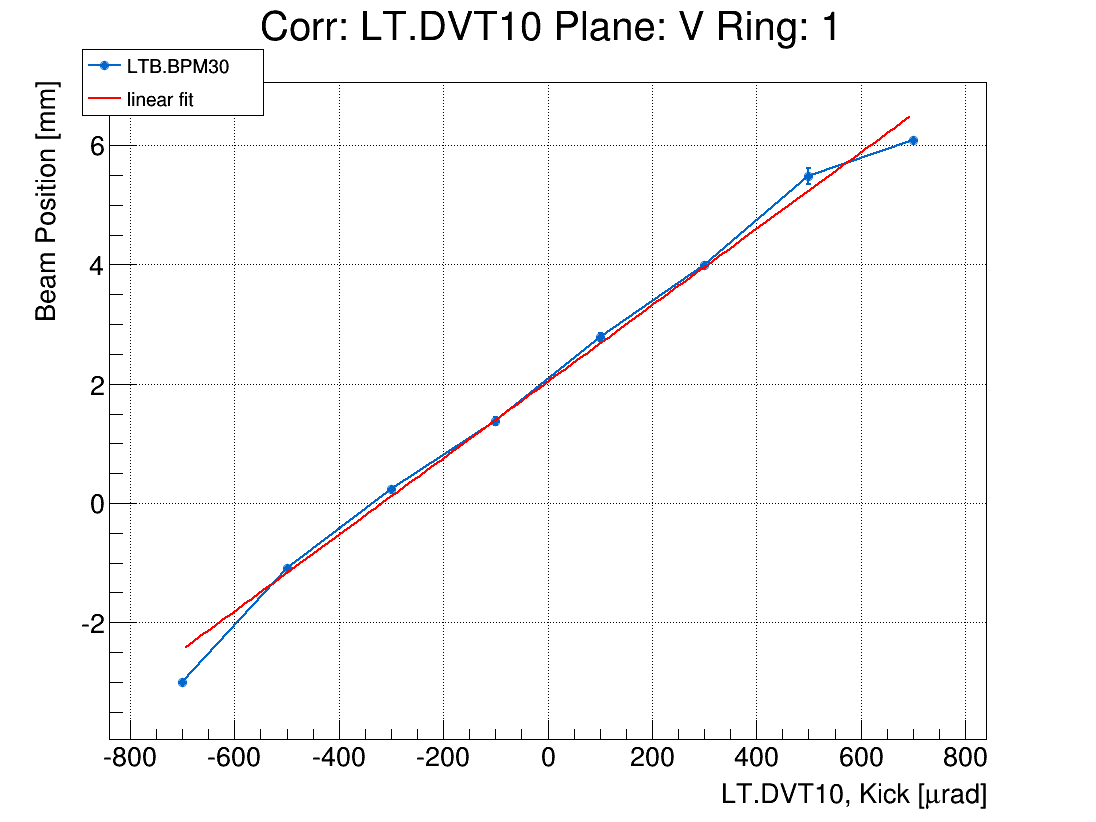 Corr: LT.DVT10 Plane: V Ring: 1
LTB.BPM30
linear fit
Beam Position [mm]
6
4
2
0
-2
-800 -600 -400 -200 0 200 400 600 800
LT.DVT10, Kick [μrad]